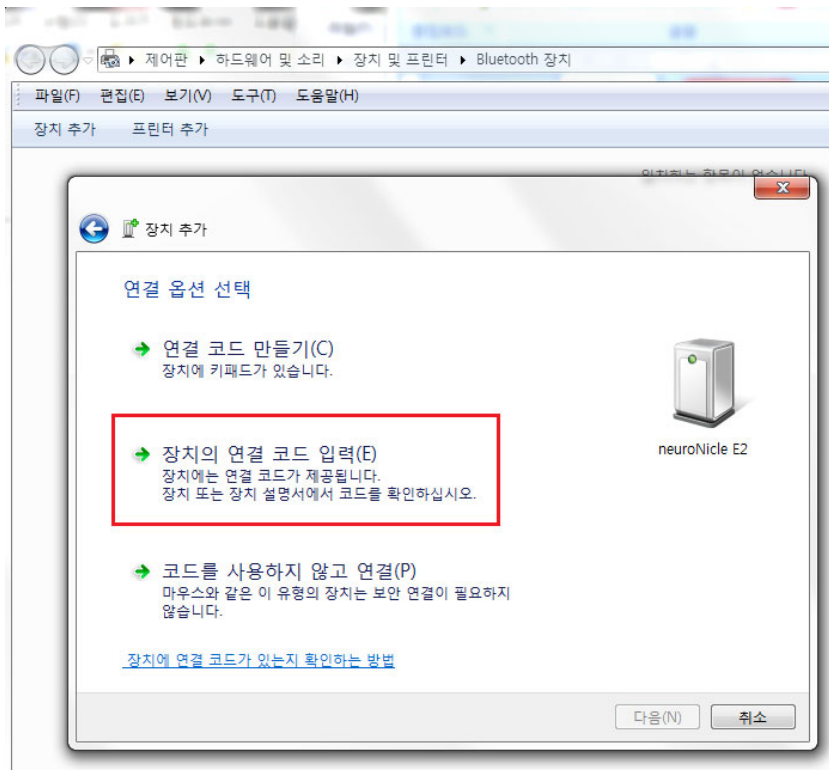 제어판 ▸ 하드웨어 및 소리 ▸ 장치 및 프린터 ▸ Bluetooth 장치
파일(F) 편집(E) 보기(V) 도구(T) 도움말(H)
장치 추가 프린터 추가
장치 추가
연결 옵션 선택
연결 코드 만들기(C)
장치에 키패드가 있습니다.
장치의 연결 코드 입력(E)
장치에는 연결 코드가 제공됩니다.
장치 또는 장치 설명서에서 코드를 확인하십시오.
neuroNicle E2
코드를 사용하지 않고 연결(P)
마우스와 같은 이 유형의 장치는 보안 연결이 필요하지
않습니다.
장치에 연결 코드가 있는지 확인하는 방법
다음(N) 취소